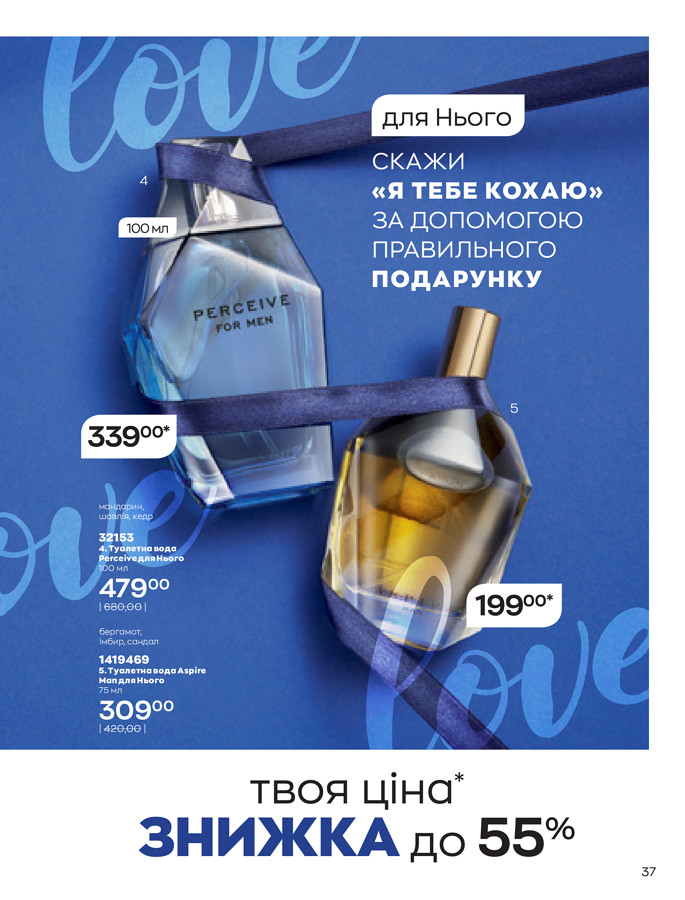 love
для Нього
СКАЖИ
«Я ТЕБЕ КОХАЮ»
ЗА ДОПОМОГОЮ
ПРАВИЛЬНОГО
ПОДАРУНКУ
4
100 мл
PERCEIVE
FOR MEN
5
339⁰⁰*
love
мандарин,
шавлія, кедр
32153
4. Туалетна вода
Perceive для Нього
100 мл
479⁰⁰
| 680,00 |
199⁰⁰*
love
бергамот,
імбир, сандал
1419469
5. Туалетна вода Aspire
Man для Нього
75 мл
309⁰⁰
| 420,00 |
твоя ціна*
ЗНИЖКА до 55%
37